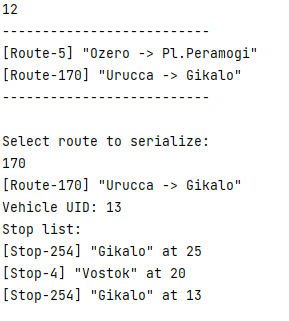 12
--------------------------
[Route-5] "Ozero -> Pl.Peramogi"
[Route-170] "Urucca -> Gikalo"
--------------------------
Select route to serialize:
170
[Route-170] "Urucca -> Gikalo"
Vehicle UID: 13
Stop list:
[Stop-254] "Gikalo" at 25
[Stop-4] "Vostok" at 20
[Stop-254] "Gikalo" at 13